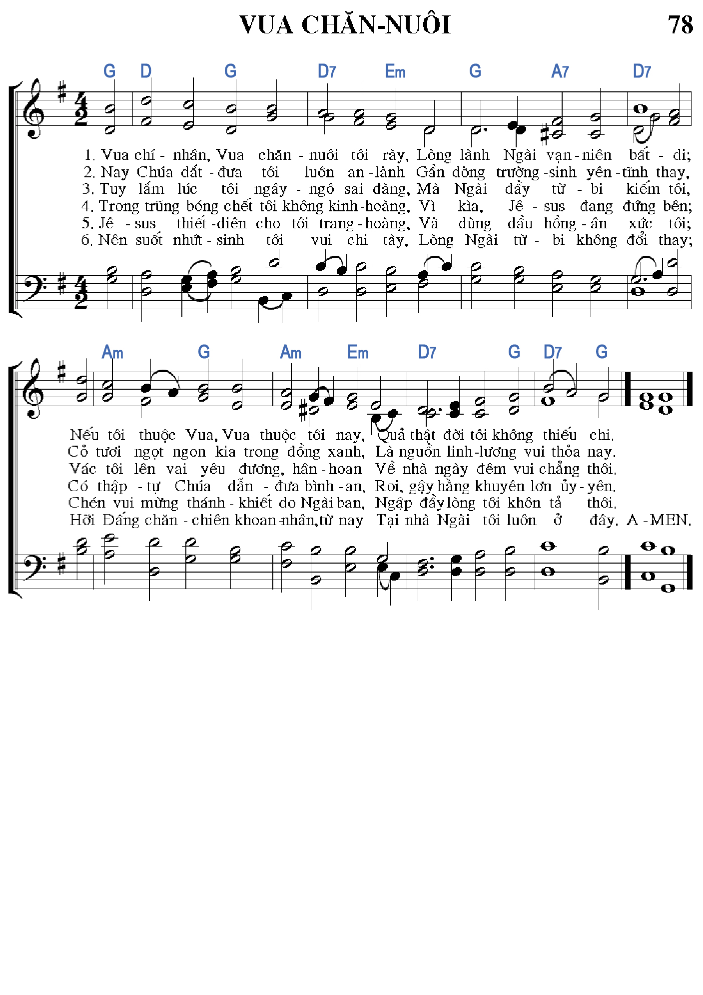 VUA CHĂN-NUÔI 78
G D G D7 Em G A7 D7
1. Vua chí - nhân, Vua chăn - nuôi tôi rày, Lòng lành Ngài vạn - niên bất - di;
2. Nay Chúa dắt - đưa tôi luôn an - lành Gần dòng trường - sinh yên - tĩnh thay.
3. Tuy lắm lúc tôi ngây - ngô sai dàng, Mà Ngài đầy từ - bi kiếm tôi,
4. Trong trũng bóng chết tôi không kinh - hoàng, Vì kìa, Jê - sus đang đứng bên;
5. Jê - sus thiết - diên cho tôi trang - hoàng, Và dùng dầu hồng - ân xức tôi;
6. Nên suốt nhứt - sinh tôi vui chi tày, Lòng Ngài từ - bi không đổi thay;
Am G Am Em D7 G D7 G
Nếu tôi thuộc Vua, Vua thuộc tôi nay, Quả thật đời tôi không thiếu chi.
Cỏ tươi ngọt ngon kia trong đồng xanh, Là nguồn linh - lương vui thỏa nay.
Vác tôi lên vai yêu đương, hân - hoan Về nhà ngày đêm vui chẳng thôi.
Có thập - tự Chúa dẫn - đưa bình - an, Roi, gậy hằng khuyên lơn ủy - yên.
Chén vui mừng thánh - khiết do Ngài ban, Ngập đầy lòng tôi khôn tả thôi.
Hỡi Đấng chăn - chiên khoan - nhân, từ nay Tại nhà Ngài tôi luôn ở đây. A - MEN.